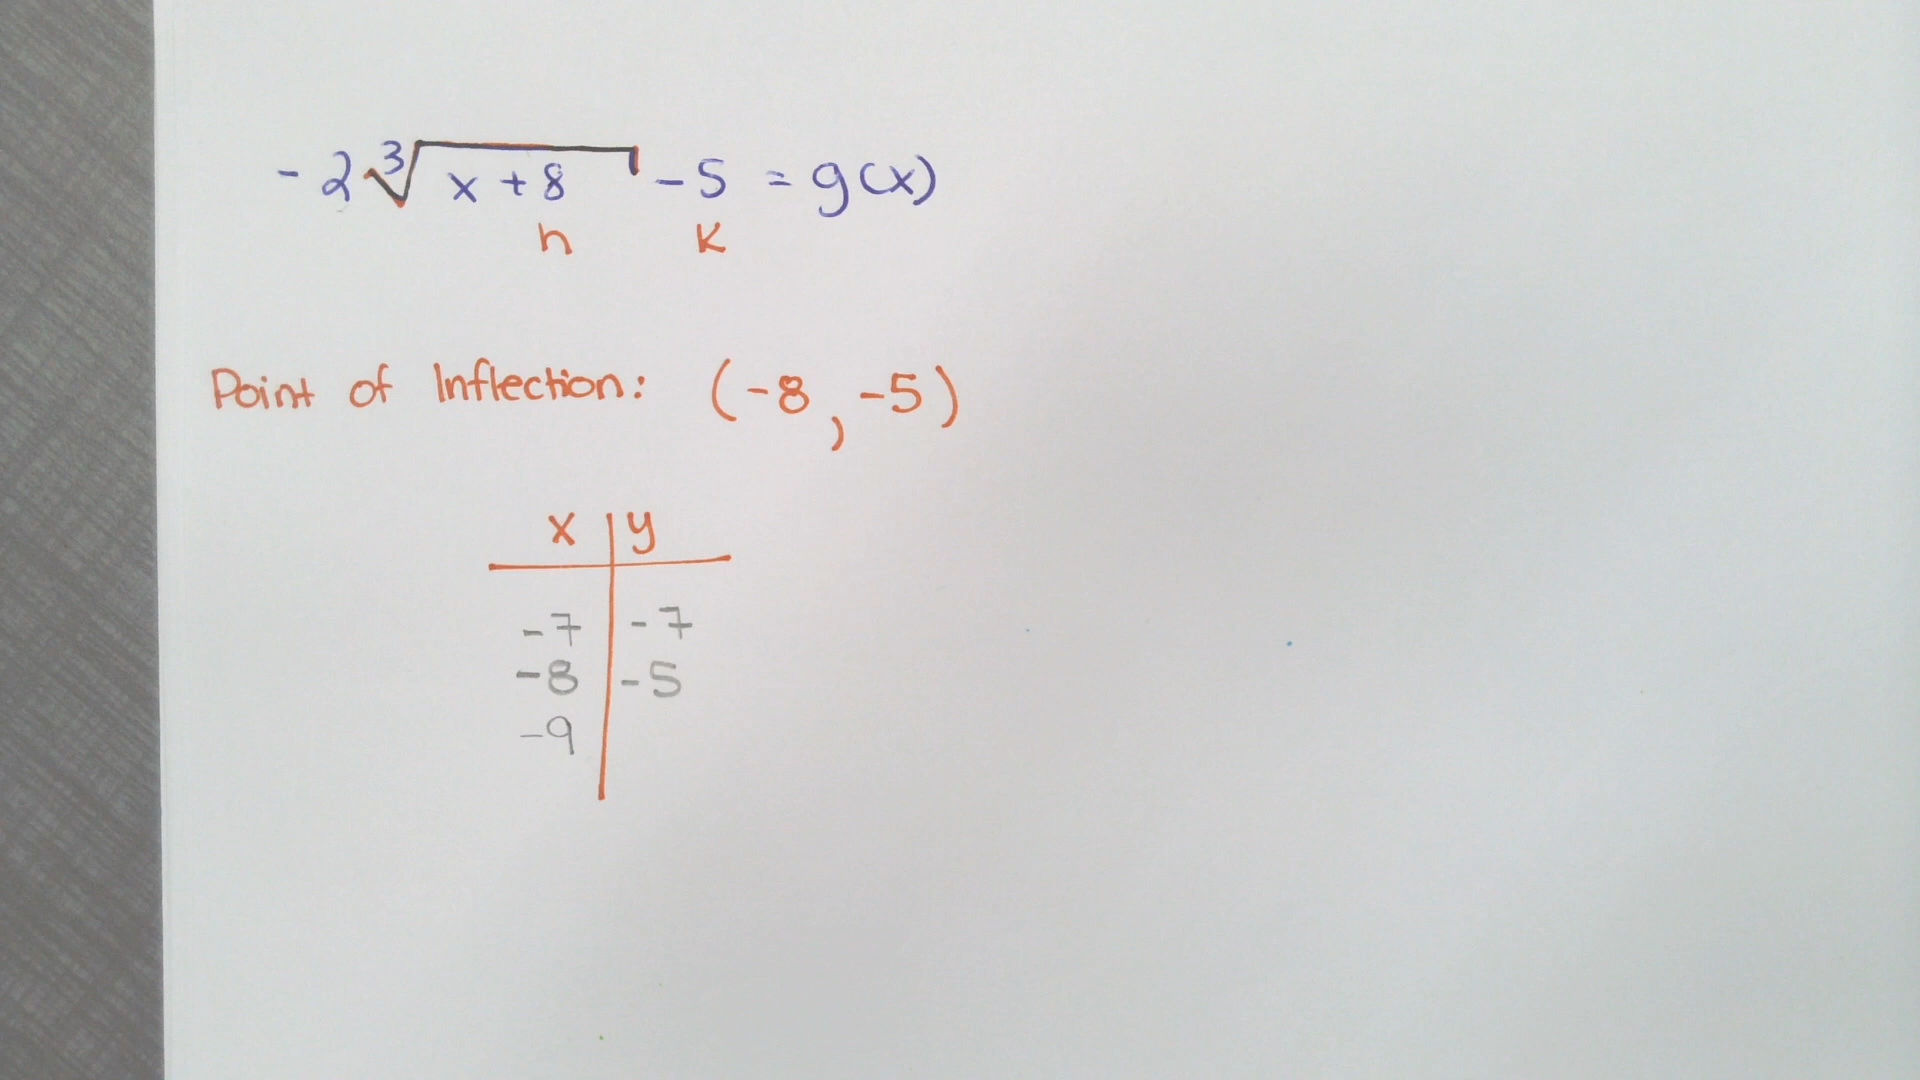 -2∛(x+8) -5 = g(x)
h K
Point of Inflection: (-8, -5)
x | y
-7 | -7
-8 | -5
-9 |